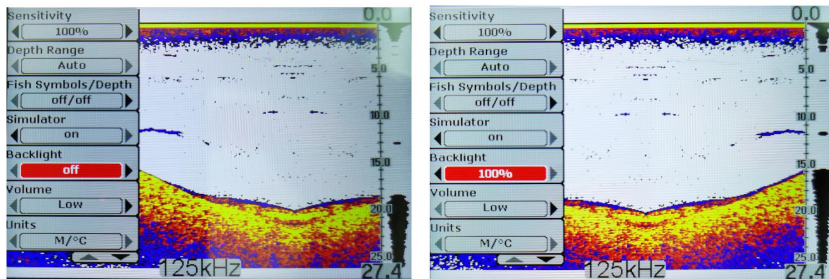 Sensitivity
100%
Depth Range
Auto
Fish Symbols/Depth
off/off
Simulator
on
Backlight
off
Volume
Low
Units
M/°C
0.0
5.0
10.0
15.0
20.0
25.0
27.4
125kHz
Sensitivity
100%
Depth Range
Auto
Fish Symbols/Depth
off/off
Simulator
on
Backlight
100%
Volume
Low
Units
M/°C
0.0
5.0
10.0
15.0
20.0
25.0
27.4
125kHz